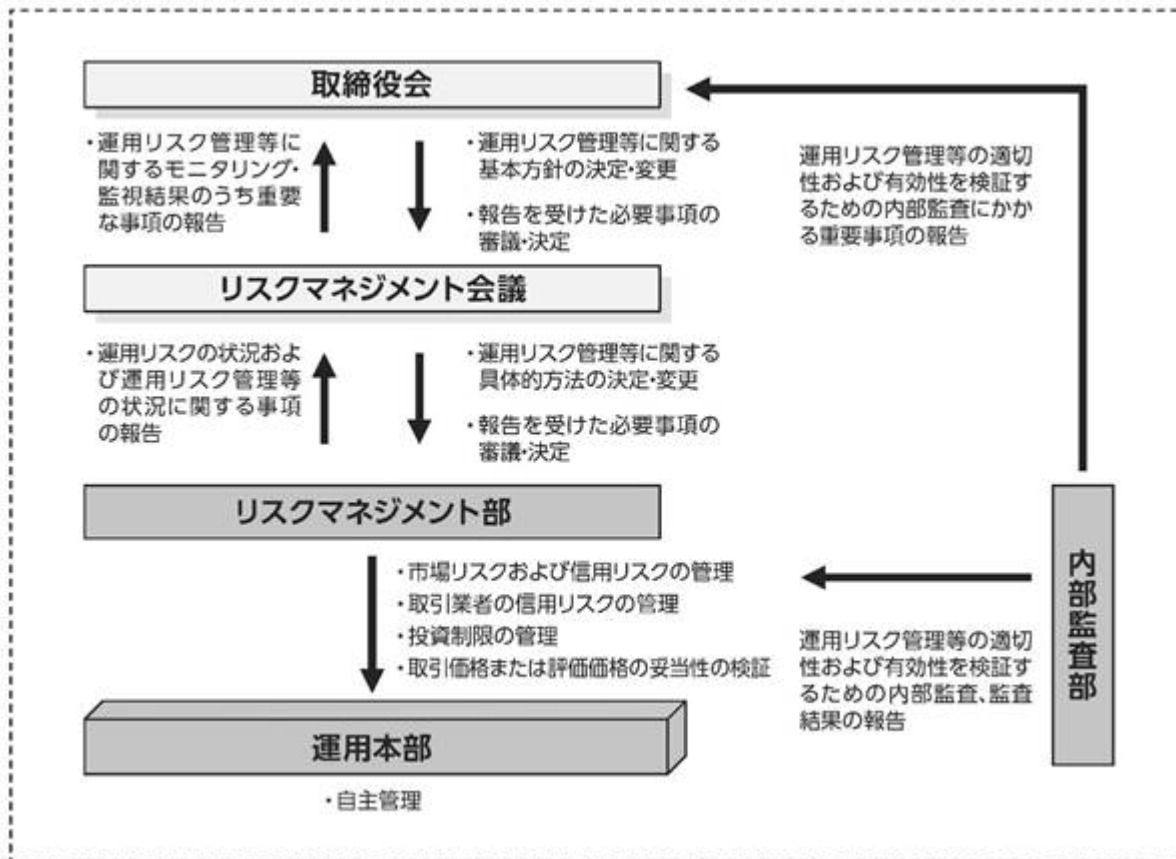 取締役会
・運用リスク管理等に
関するモニタリング・
監視結果のうち重要
な事項の報告
・運用リスク管理等に関する
基本方針の決定・変更
・報告を受けた必要事項の
審議・決定
運用リスク管理等の適切
性および有効性を検証す
るための内部監査にかか
る重要事項の報告
リスクマネジメント会議
・運用リスクの状況およ
び運用リスク管理等
の状況に関する事項
の報告
・運用リスク管理等に関する
具体的方法の決定・変更
・報告を受けた必要事項の
審議・決定
リスクマネジメント部
・市場リスクおよび信用リスクの管理
・取引業者の信用リスクの管理
・投資制限の管理
・取引価格または評価価格の妥当性の検証
運用リスク管理等の適切
性および有効性を検証す
るための内部監査、監査
結果の報告
内部監査部
運用本部
・自主管理